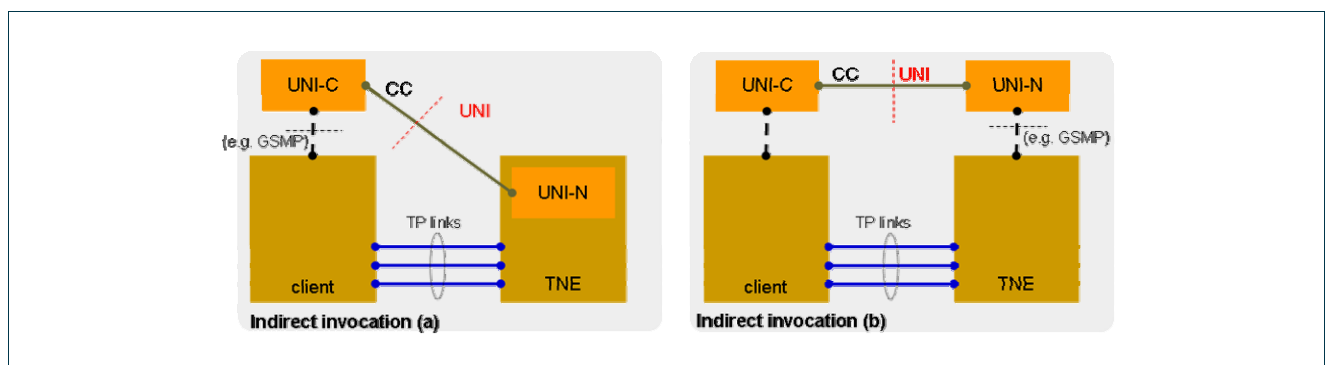 UNI-C
CC
UNI
(e.g. GSMP)
UNI-N
TP links
client
TNE
Indirect invocation (a)
UNI-C
CC
UNI
UNI-N
(e.g. GSMP)
TP links
client
TNE
Indirect invocation (b)